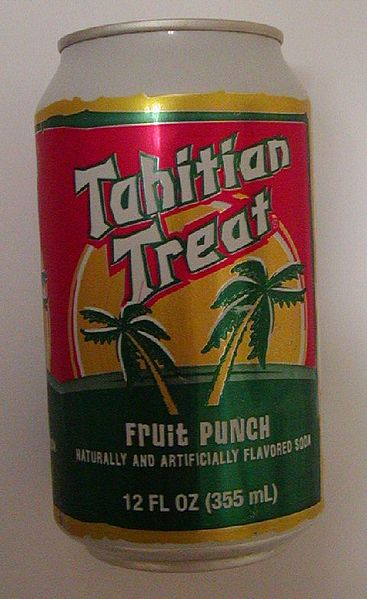 Tahitian
Treat
FRUit PUNCH
NATURALLY AND ARTIFICIALLY FLAVORED SODA
12 FL OZ (355 mL)